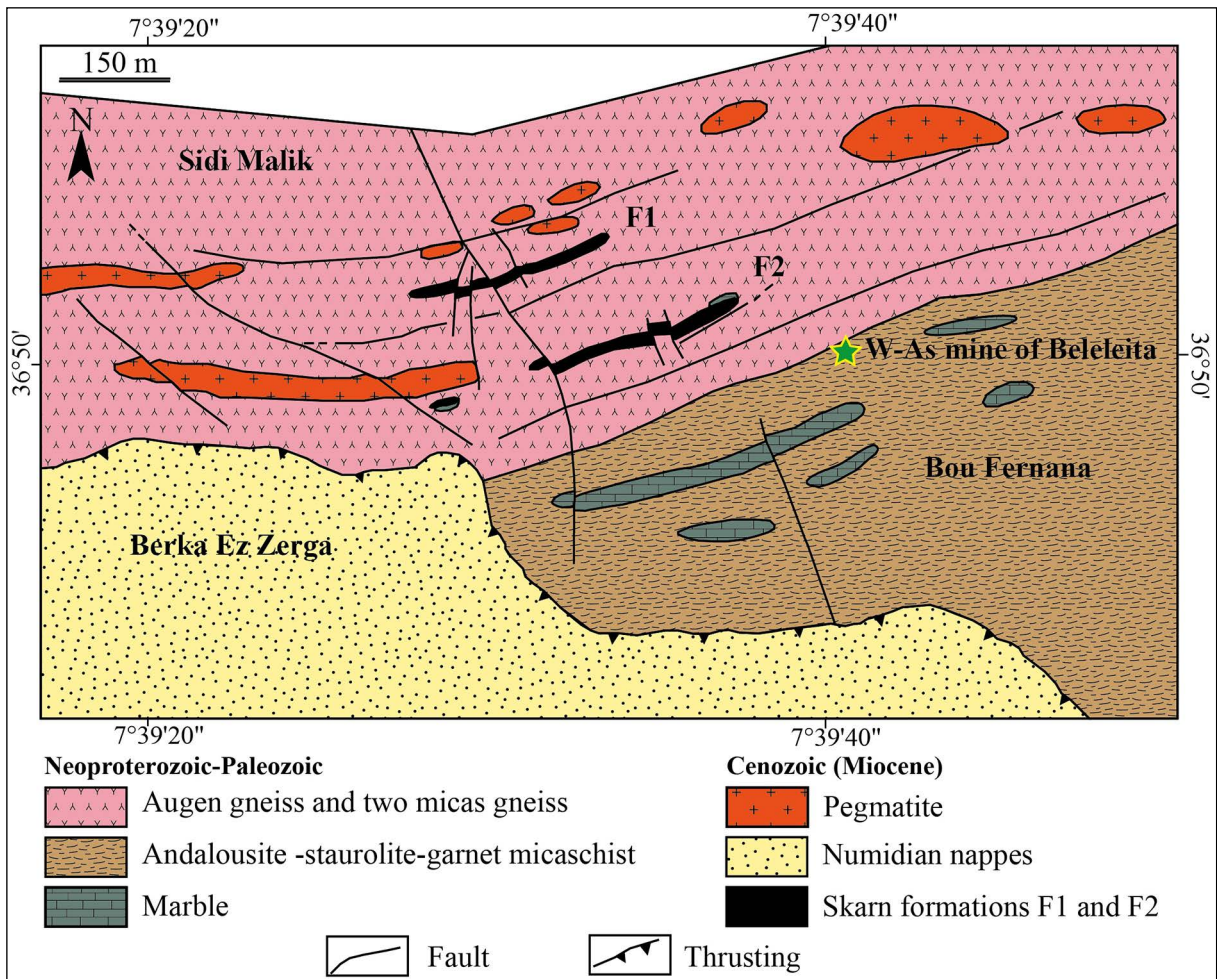 7°39'20"
7°39'40"
150 m
N
Sidi Malik
F1
F2
36°50'
36°50'
W-As mine of Beleleita
Bou Fernana
Berka Ez Zerga
7°39'20"
7°39'40"
Neoproterozoic-Paleozoic
Augen gneiss and two micas gneiss
Andalousite -staurolite-garnet micaschist
Marble
Cenozoic (Miocene)
Pegmatite
Numidian nappes
Skarn formations F1 and F2
Fault
Thrusting